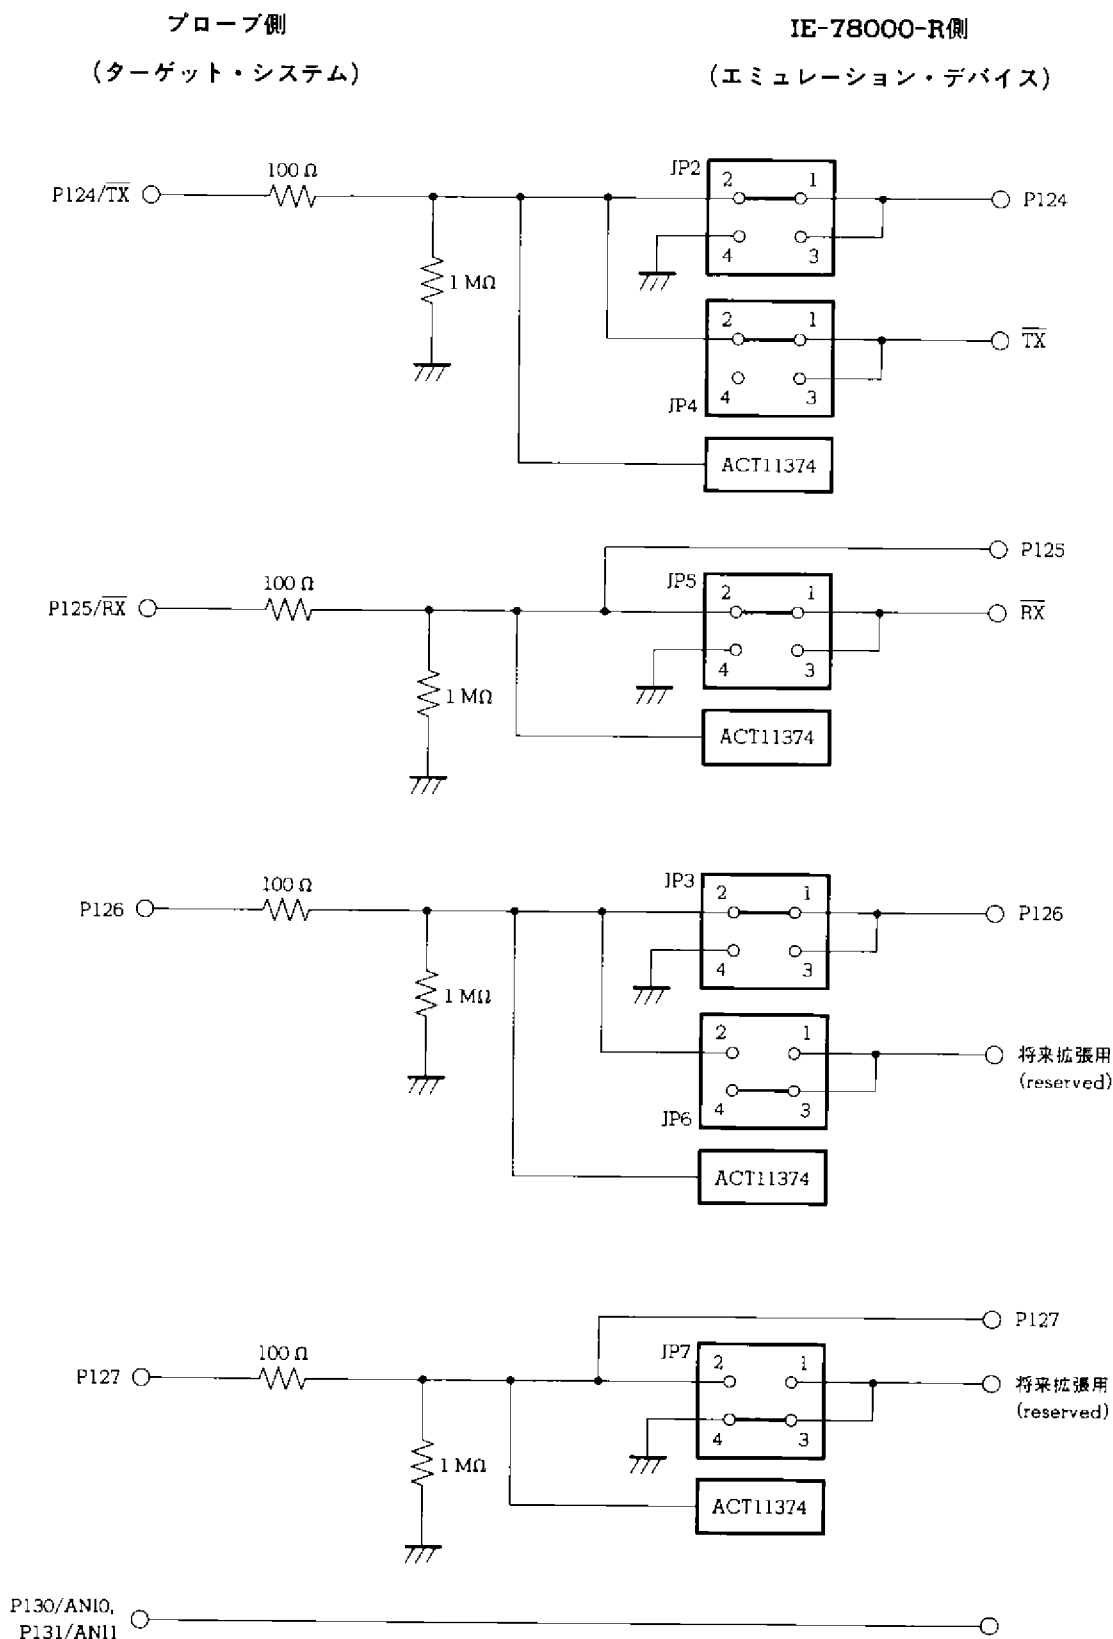 プローブ側
IE-78000-R側
(ターゲット・システム)
(エミュレーション・デバイス)
P124/T̅X̅
100 Ω
1 MΩ
JP2
2
1
4
3
P124
2
1
4
3
JP4
T̅X̅
ACT11374
P125
P125/R̅X̅
100 Ω
1 MΩ
JP5
2
1
4
3
R̅X̅
ACT11374
P126
100 Ω
1 MΩ
JP3
2
1
4
3
P126
2
1
4
3
JP6
将来拡張用
(reserved)
ACT11374
P127
P127
100 Ω
1 MΩ
JP7
2
1
4
3
将来拡張用
(reserved)
ACT11374
P130/ANI0,
P131/ANI1